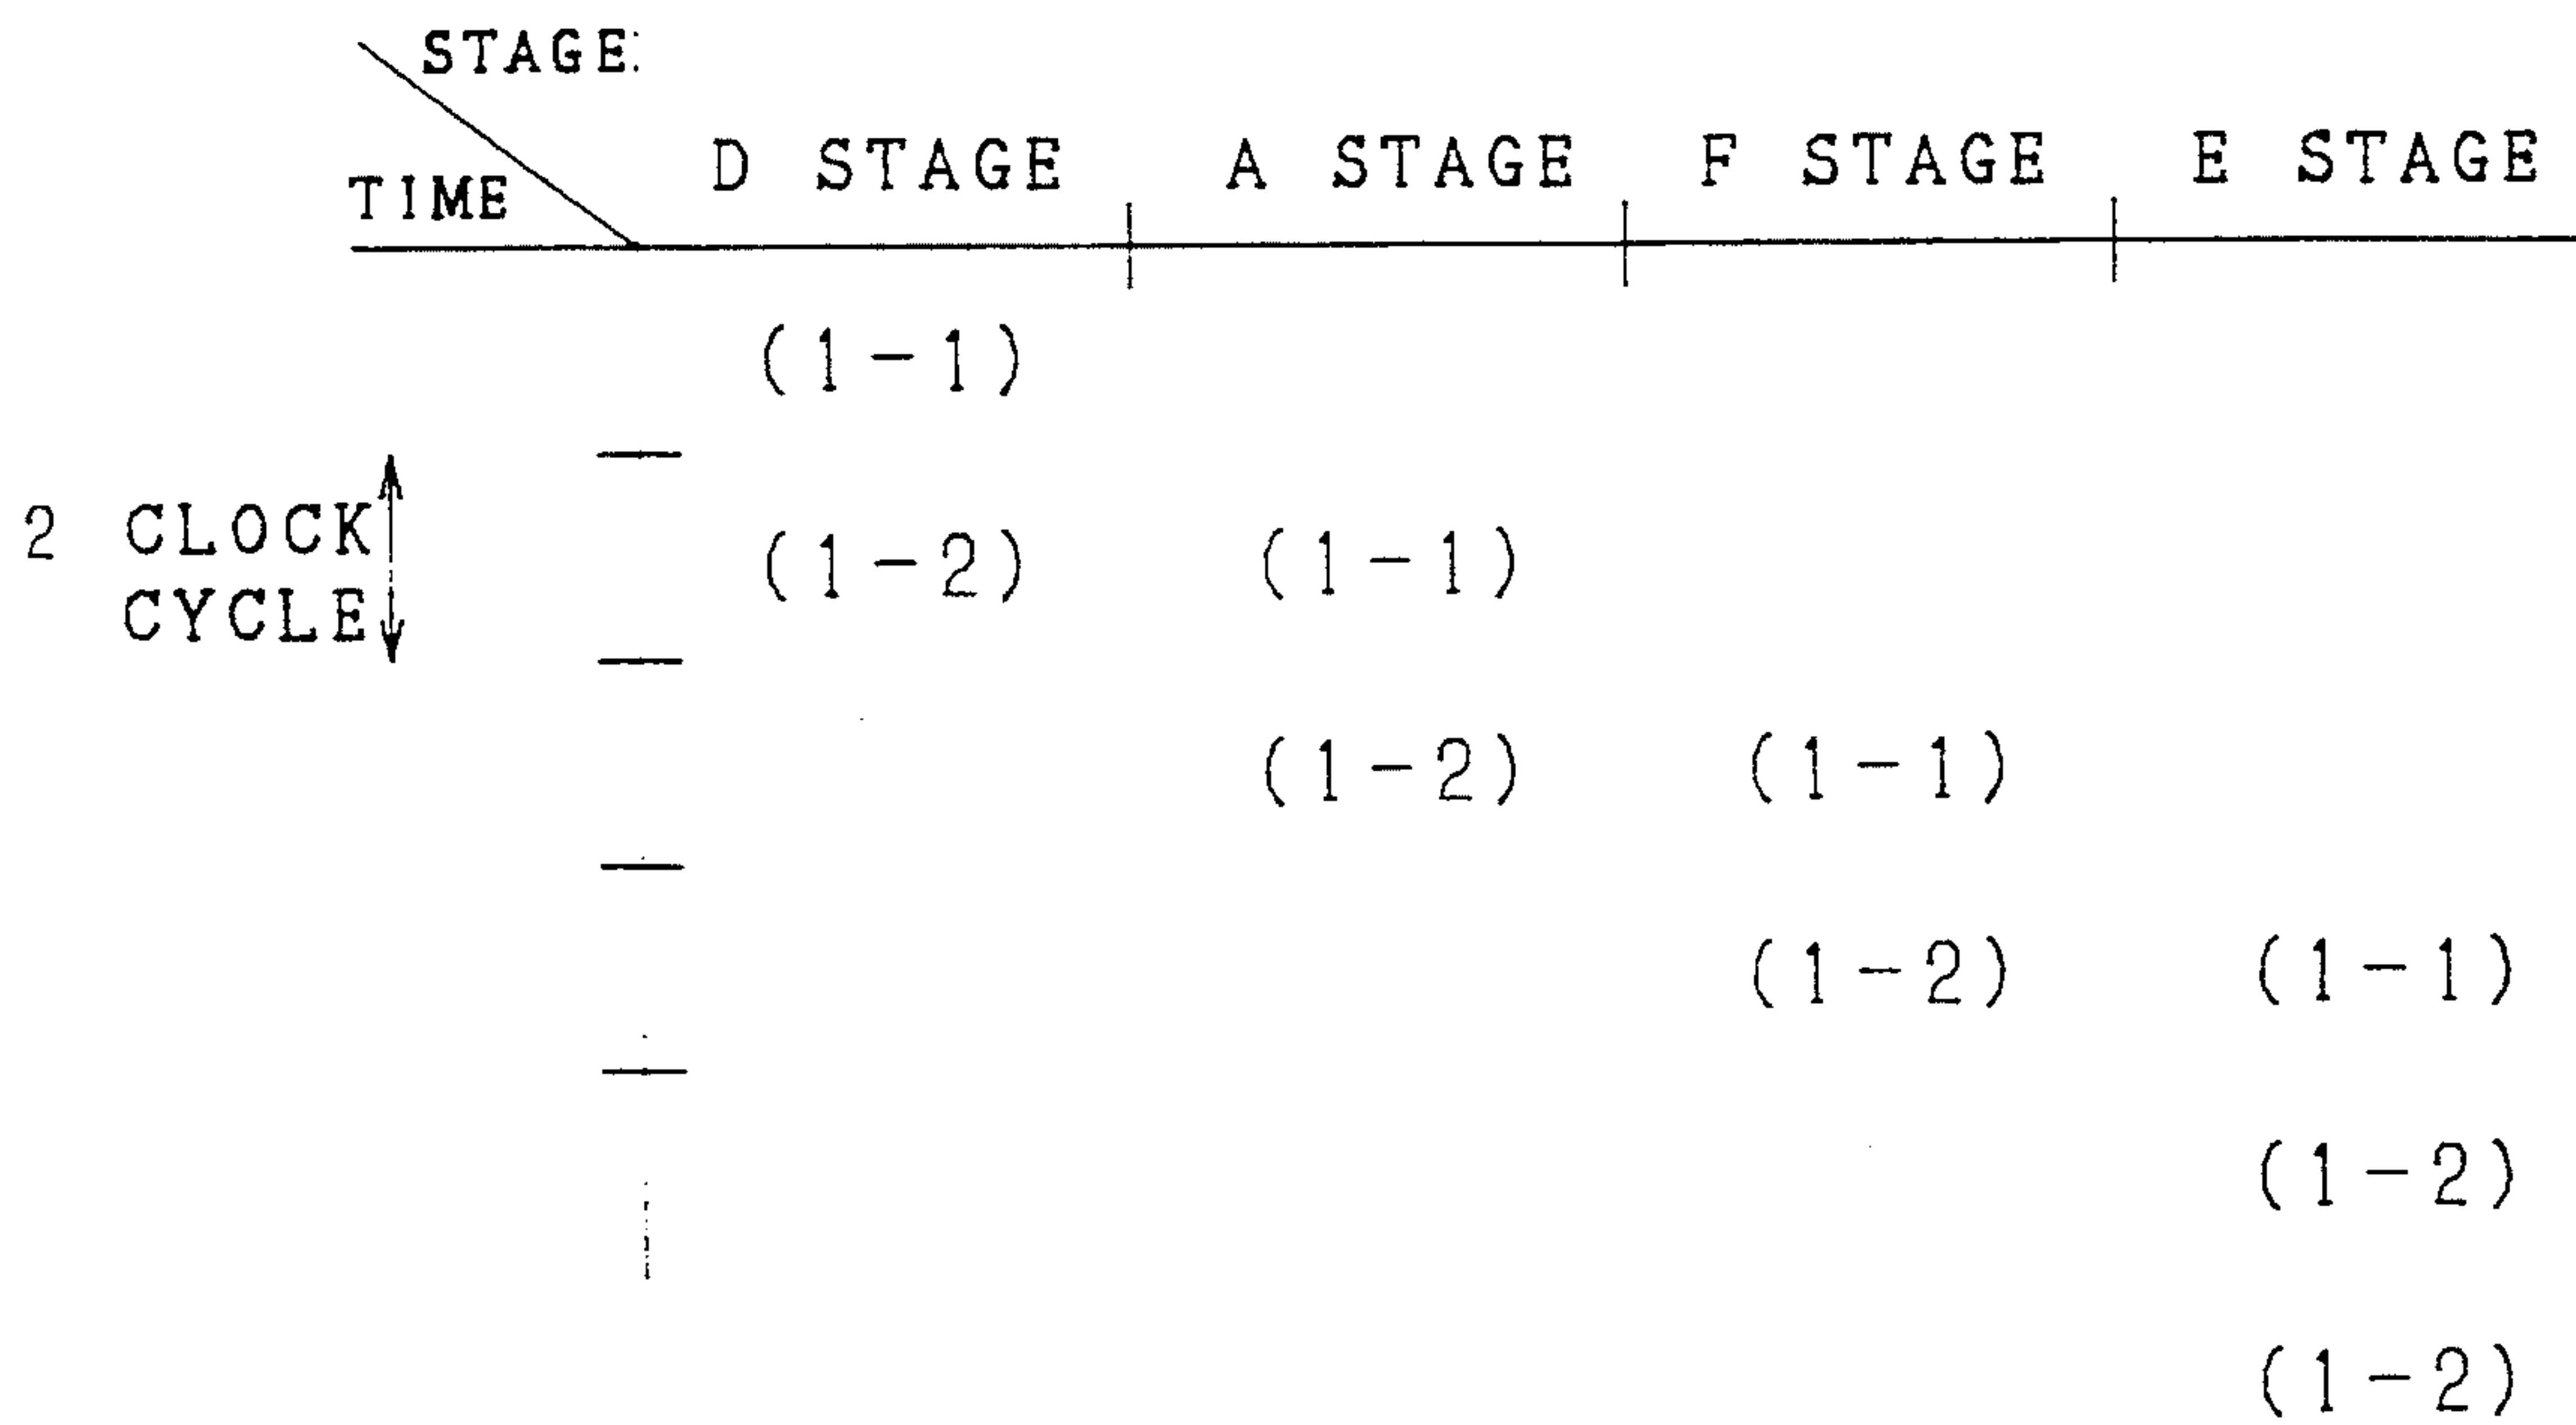 STAGE
TIME
D STAGE A STAGE F STAGE E STAGE
(1-1)
2 CLOCK
CYCLE
(1-2) (1-1)
(1-2) (1-1)
(1-2) (1-1)
(1-2)
(1-2)